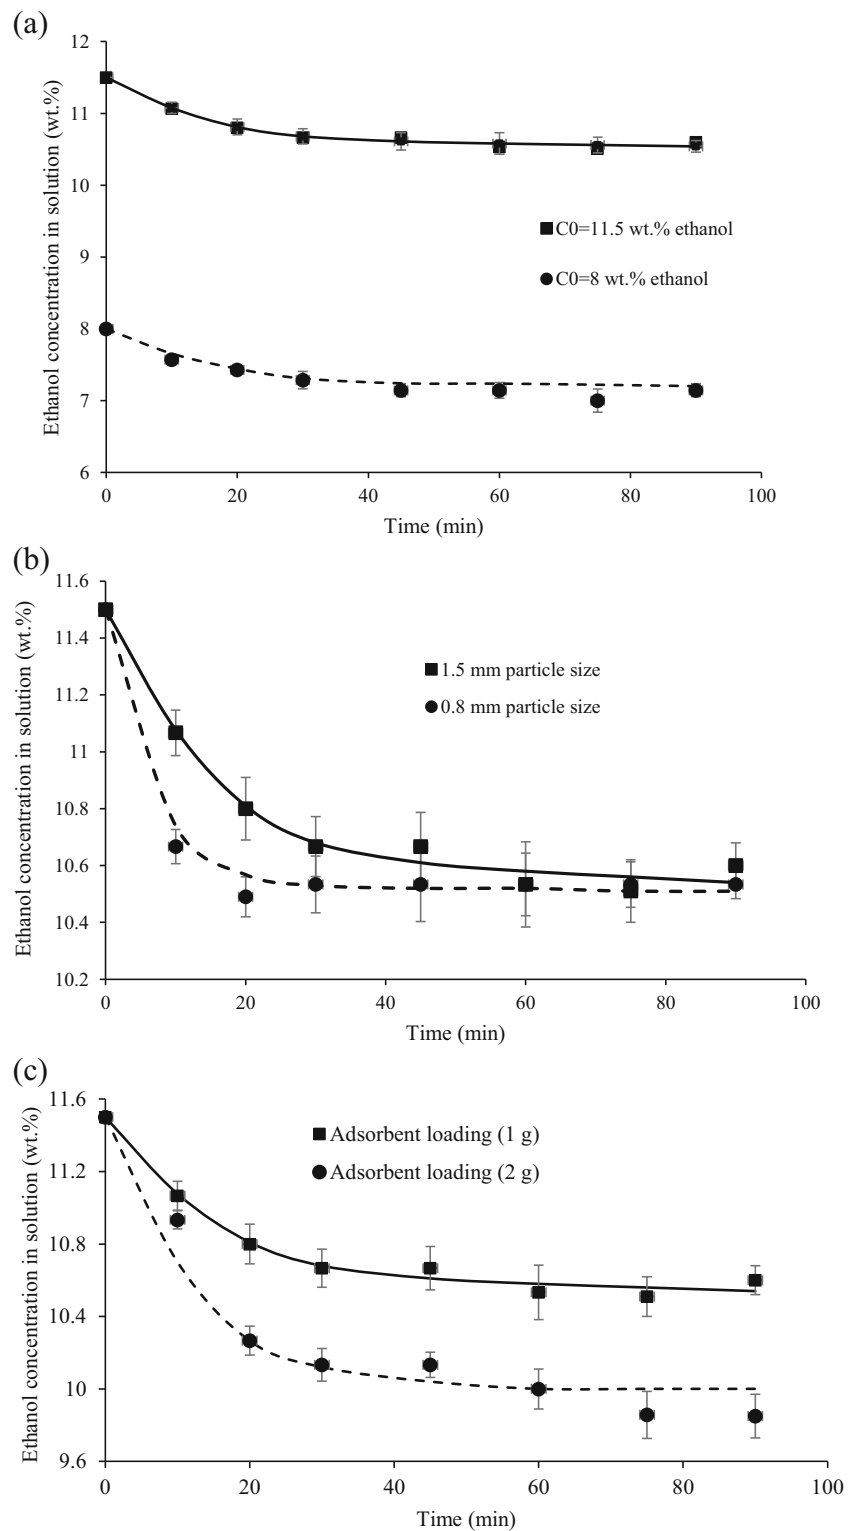 (a)
12
11
10
9
8
7
6
Ethanol concentration in solution (wt.%)
C0=11.5 wt.% ethanol
C0=8 wt.% ethanol
0 20 40 60 80 100
Time (min)
(b)
11.6
11.4
11.2
11
10.8
10.6
10.4
10.2
Ethanol concentration in solution (wt.%)
1.5 mm particle size
0.8 mm particle size
0 20 40 60 80 100
Time (min)
(c)
11.6
11.2
10.8
10.4
10
9.6
Ethanol concentration in solution (wt.%)
Adsorbent loading (1 g)
Adsorbent loading (2 g)
0 20 40 60 80 100
Time (min)